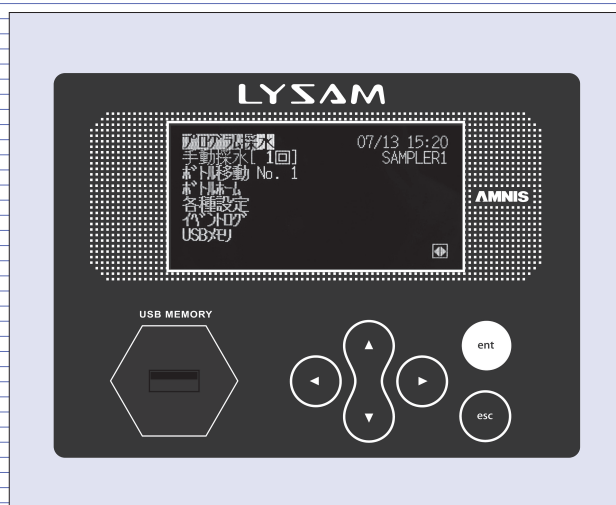 LYSAM
プログラム採水 07/13 15:20
手動採水[ 1回] SAMPLER1
ボトル移動 No. 1
ボトルホーム
各種設定
イベントログ
USBメモリ
AMNIS
USB MEMORY
ent
esc